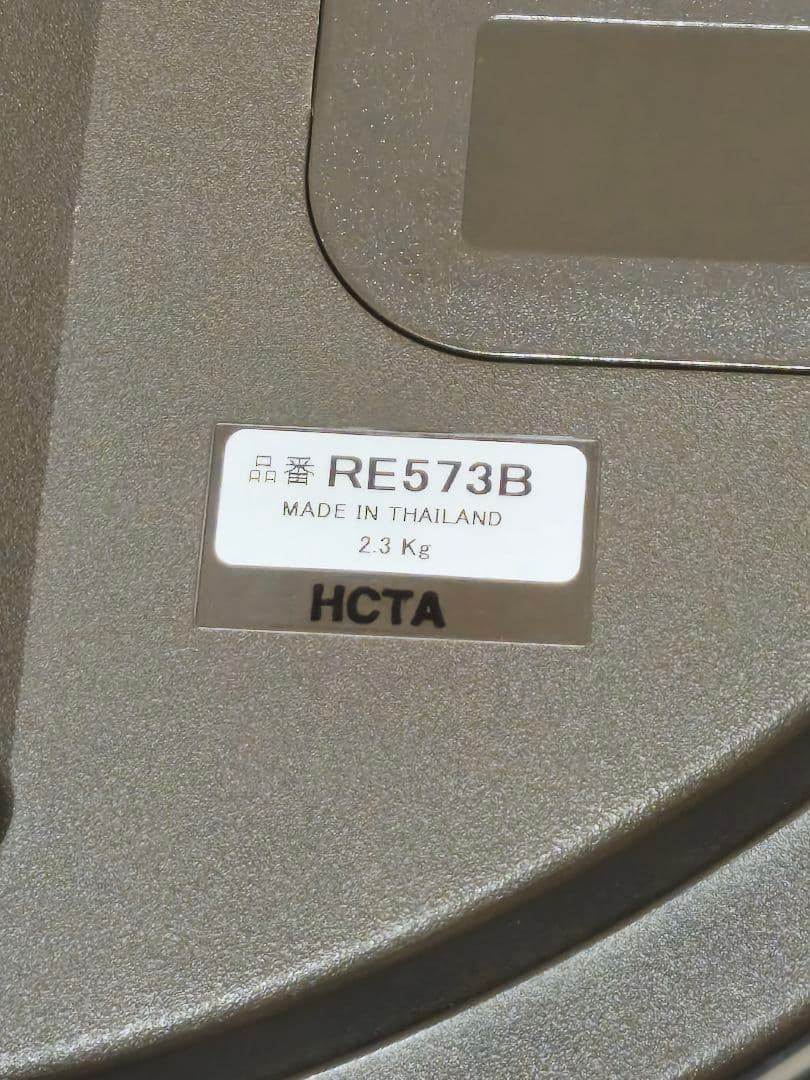 品番 RE573B
MADE IN THAILAND
2.3 Kg
HCTA